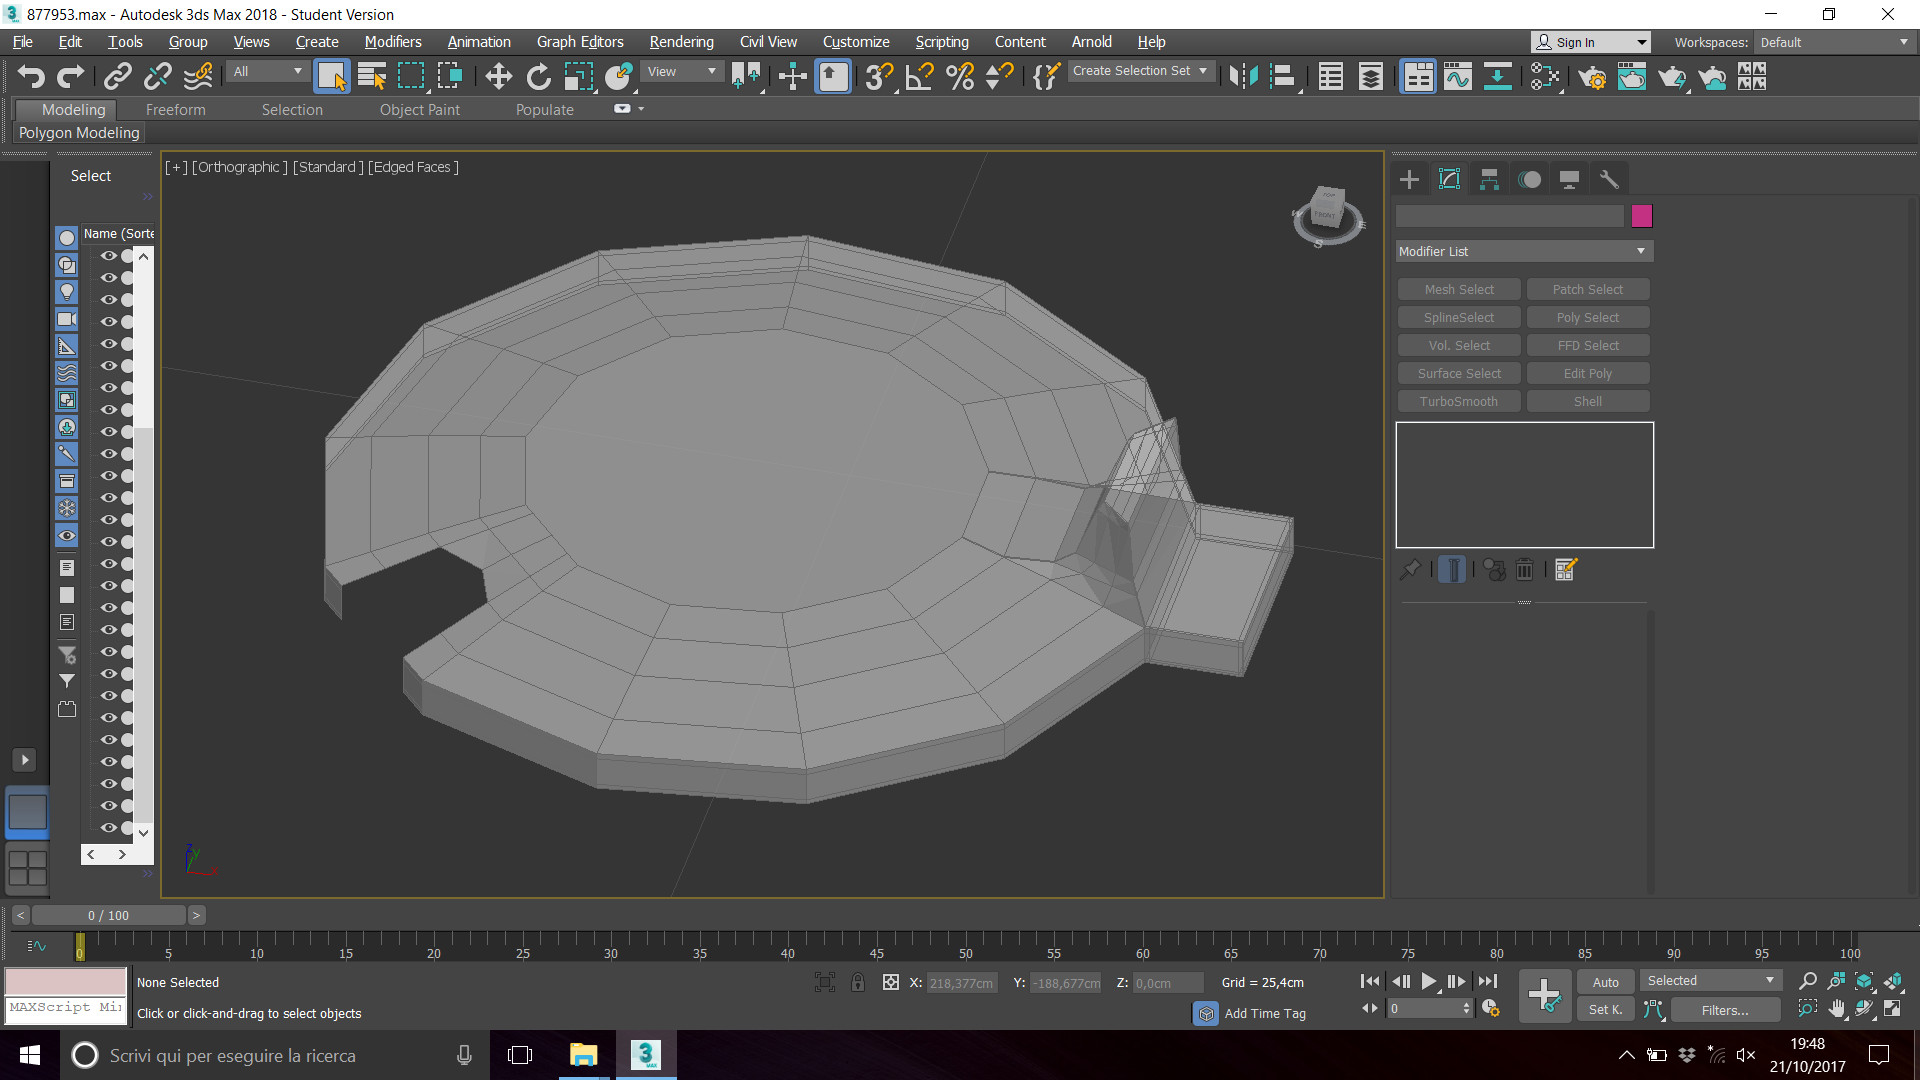 877953.max - Autodesk 3ds Max 2018 - Student Version
File Edit Tools Group Views Create Modifiers Animation Graph Editors Rendering Civil View Customize Scripting Content Arnold Help
Sign In
Workspaces: Default
All
View
Create Selection Set
Modeling Freeform Selection Object Paint Populate
Polygon Modeling
Select
[+] [Orthographic] [Standard] [Edged Faces]
TOP
FRONT
S
E
Name (Sorte
Modifier List
Mesh Select Patch Select
SplineSelect Poly Select
Vol. Select FFD Select
Surface Select Edit Poly
TurboSmooth Shell
z
y
x
< 0 / 100 >
0 5 10 15 20 25 30 35 40 45 50 55 60 65 70 75 80 85 90 95 100
None Selected
X: 218,377cm Y: -188,677cm Z: 0,0cm
Grid = 25,4cm
Auto
Selected
MAXScript Mi
Click or click-and-drag to select objects
Add Time Tag
0
Set K.
Filters...
Scrivi qui per eseguire la ricerca
3
MAX
19:48
21/10/2017